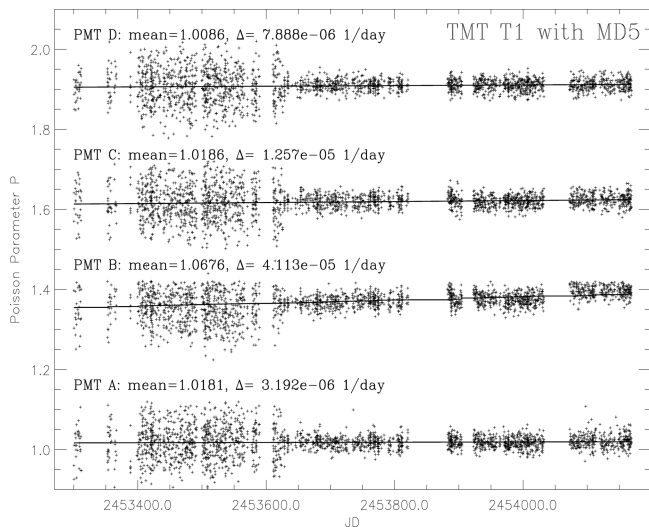 TMT T1 with MD5
PMT D: mean=1.0086, Δ= 7.888e−06 1/day
PMT C: mean=1.0186, Δ= 1.257e−05 1/day
PMT B: mean=1.0676, Δ= 4.113e−05 1/day
PMT A: mean=1.0181, Δ= 3.192e−06 1/day
Poisson Parameter P
2.0
1.8
1.6
1.4
1.2
1.0
2453400.0 2453600.0 2453800.0 2454000.0
JD